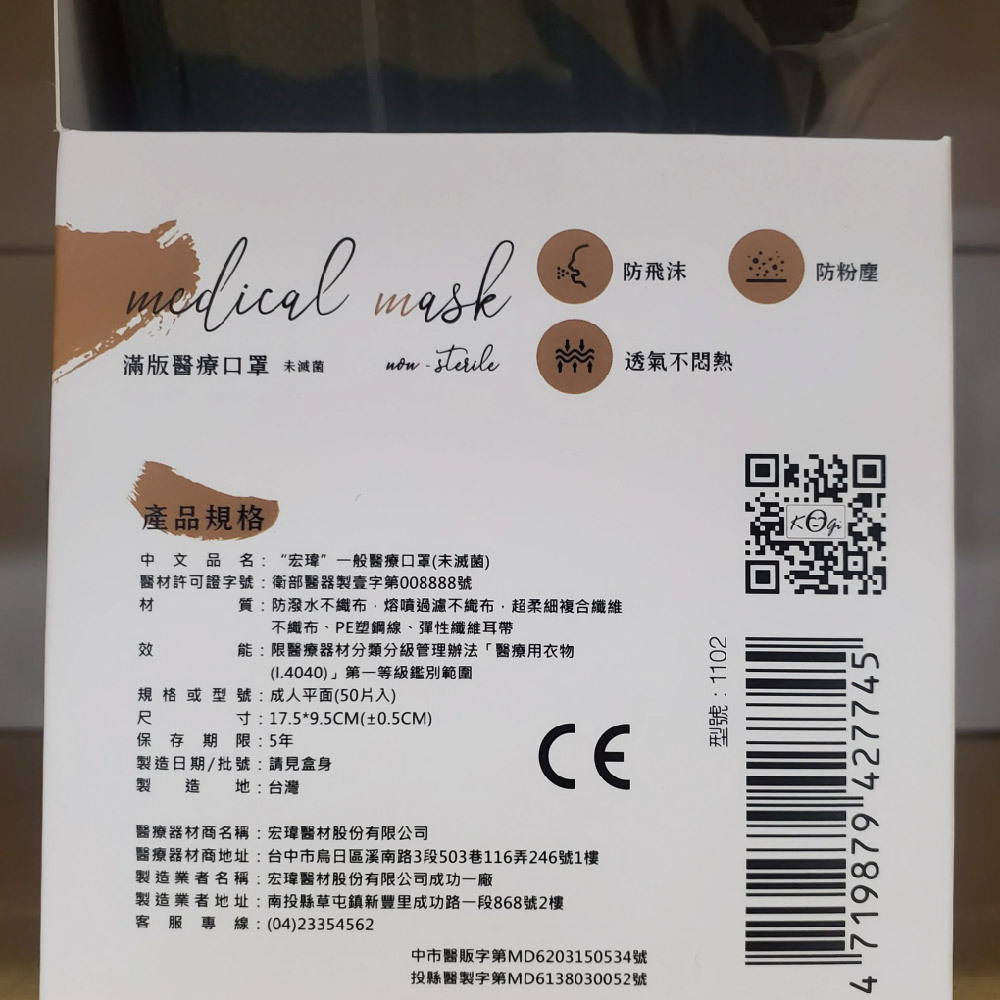 medical mask
滿版醫療口罩 未滅菌 non-sterile
防飛沫
防粉塵
透氣不悶熱
產品規格
中文品名：“宏瑋”一般醫療口罩(未滅菌)
醫材許可證字號：衛部醫器製壹字第008888號
材質：防潑水不織布．熔噴過濾不織布．超柔細複合纖維
不織布、PE塑鋼線、彈性纖維耳帶
效能：限醫療器材分類分級管理辦法「醫療用衣物
(I.4040)」第一等級鑑別範圍
規格或型號：成人平面(50片入)
尺寸：17.5*9.5CM(±0.5CM)
保存期限：5年
製造日期/批號：請見盒身
製造地：台灣
CE
醫療器材商名稱：宏瑋醫材股份有限公司
醫療器材商地址：台中市烏日區溪南路3段503巷116弄246號1樓
製造業者名稱：宏瑋醫材股份有限公司成功一廠
製造業者地址：南投縣草屯鎮新豐里成功路一段868號2樓
客服專線：(04)23354562
中市醫販字第MD6203150534號
投縣醫製字第MD6138030052號
KOgi
型號：1102
4 719879 427745